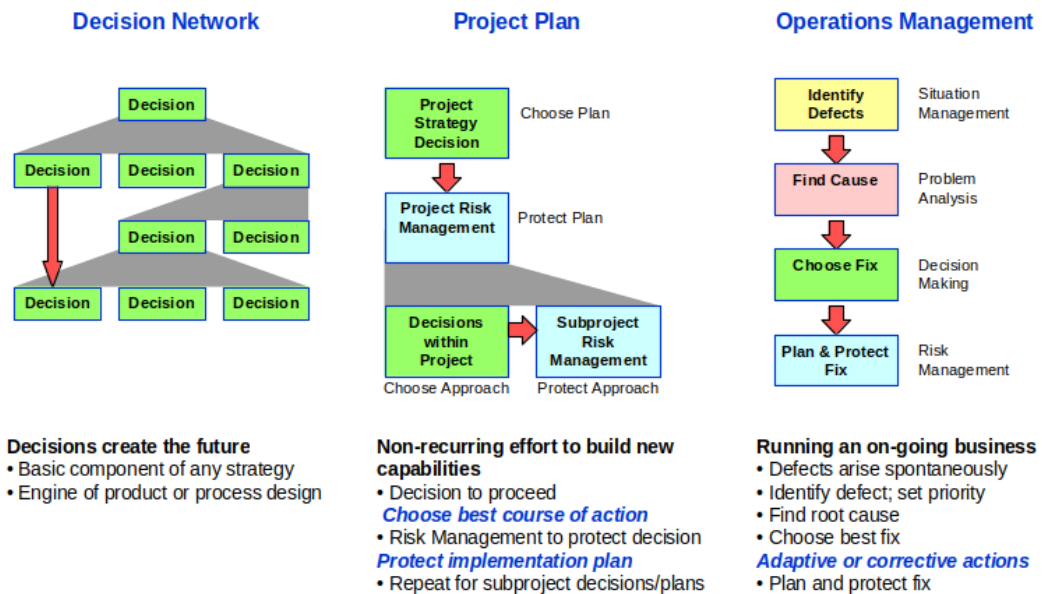 Decision Network
Decision
Decision
Decision
Decision
Decision
Decision
Decision
Decision
Decision
Decisions create the future
• Basic component of any strategy
• Engine of product or process design
Project Plan
Project
Strategy
Decision
Choose Plan
Project Risk
Management
Protect Plan
Decisions
within
Project
Choose Approach
Subproject
Risk
Management
Protect Approach
Non-recurring effort to build new
capabilities
• Decision to proceed
Choose best course of action
• Risk Management to protect decision
Protect implementation plan
• Repeat for subproject decisions/plans
Operations Management
Identify
Defects
Situation
Management
Find Cause
Problem
Analysis
Choose Fix
Decision
Making
Plan & Protect
Fix
Risk
Management
Running an on-going business
• Defects arise spontaneously
• Identify defect; set priority
• Find root cause
• Choose best fix
Adaptive or corrective actions
• Plan and protect fix